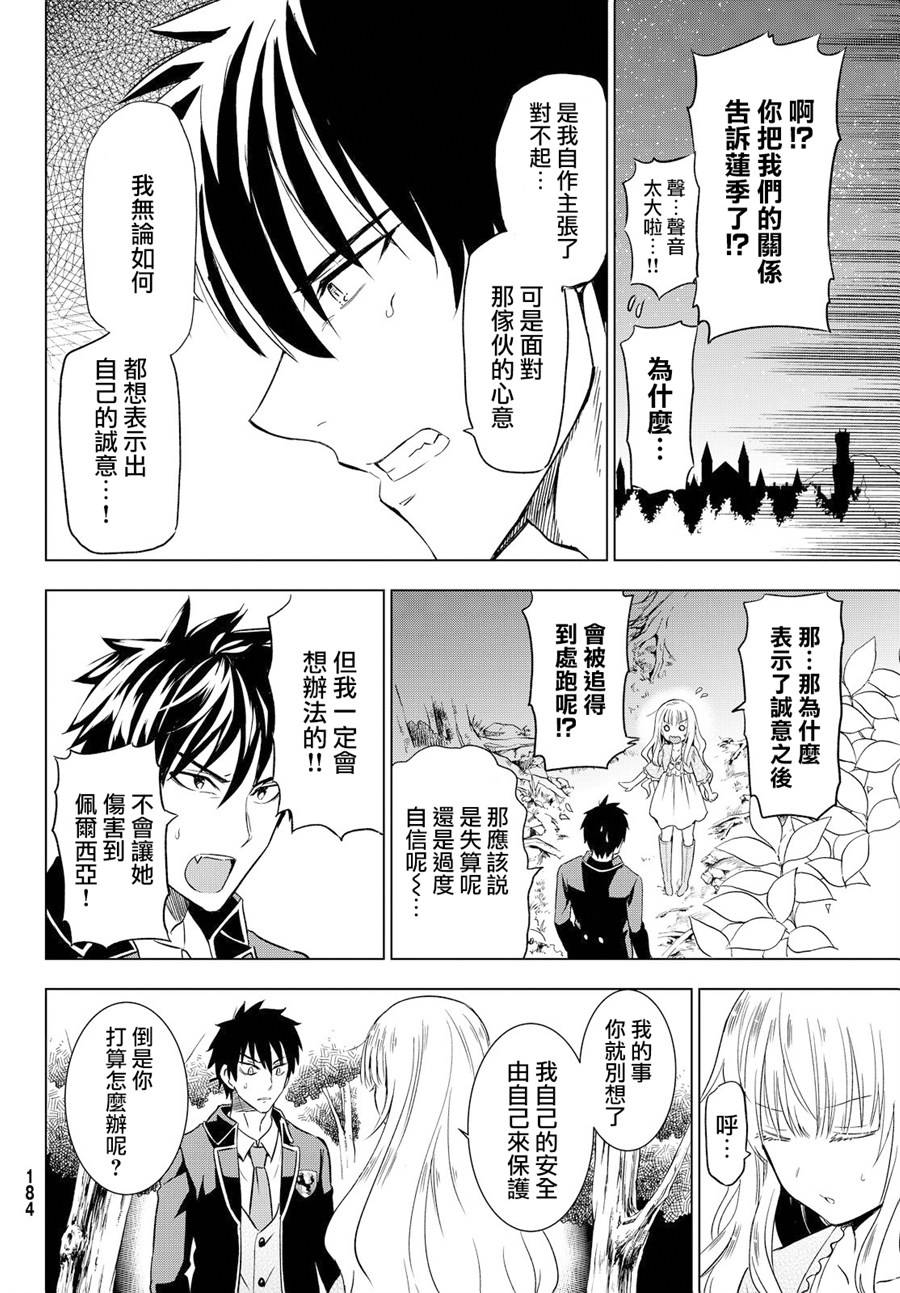 啊!?
你把我們的關係
告訴蓮季了!?
聲…聲音
太大啦…!!
為什麼…
是我自作主張了
對不起…
可是面對
那傢伙的心意
我無論如何
都想表示出
自己的誠意…！
那…那為什麼
表示了誠意之後
會被追得
到處跑呢!?
那應該說
是失算呢
還是過度
自信呢～
但我一定會
想辦法的!!
不會讓她
傷害到
佩爾西亞！
呼…
我的事
你就別想了
我自己的安全
由自己來保護
倒是你
打算怎麼辦呢？
184